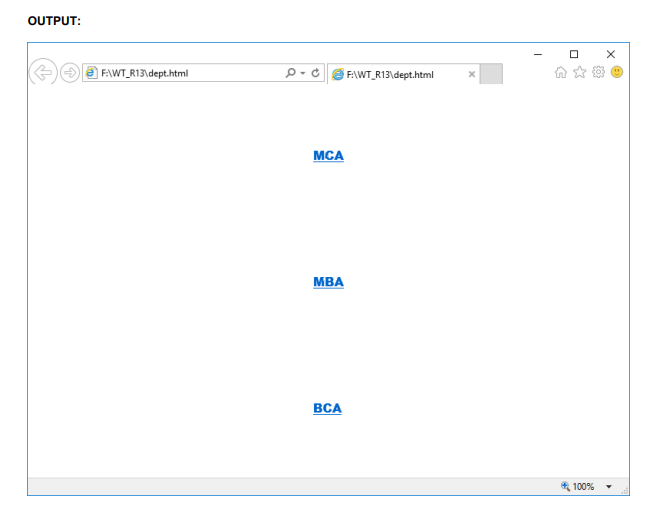 OUTPUT:
F:\WT_R13\dept.html
F:\WT_R13\dept.html
MCA
MBA
BCA
100%